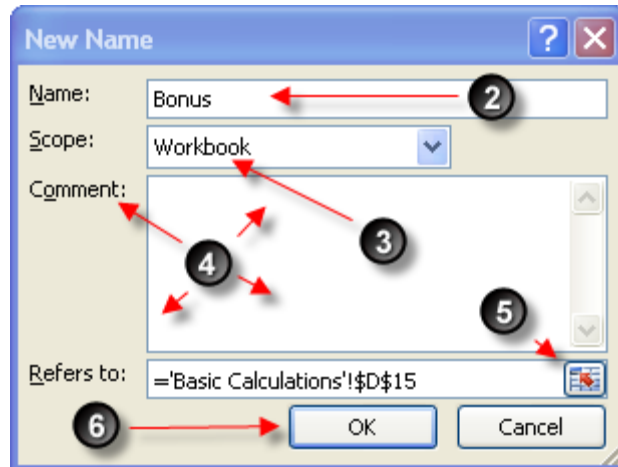 New Name ?
Name: Bonus 2
Scope: Workbook
Comment:
3
4
5
Refers to: ='Basic Calculations'!$D$15
6 OK Cancel